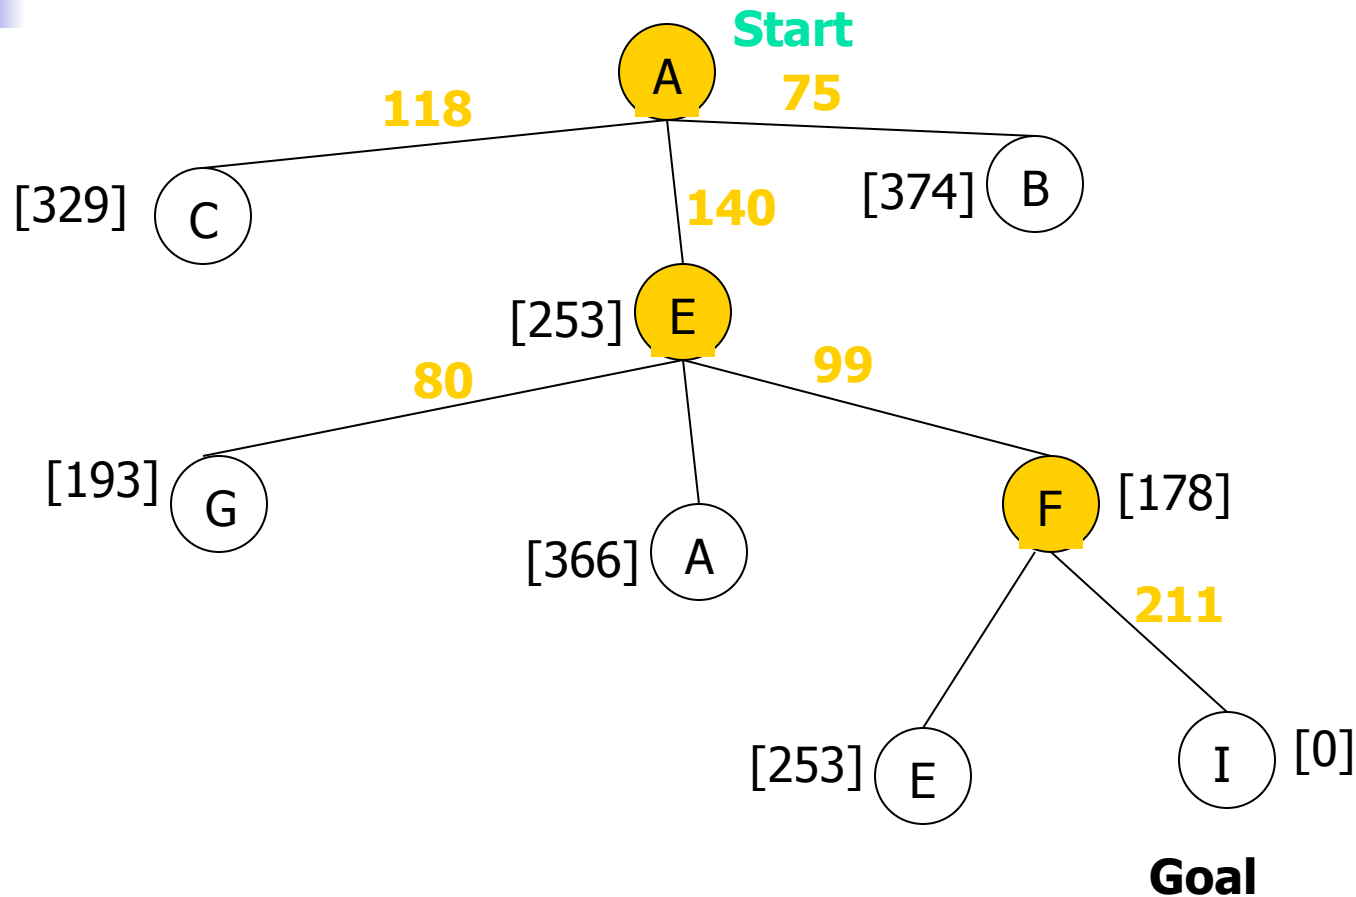 Start
A
75
118
[329]
C
140
[374]
B
[253]
E
80
99
[193]
G
[366]
A
F
[178]
211
[253]
E
I
[0]
Goal